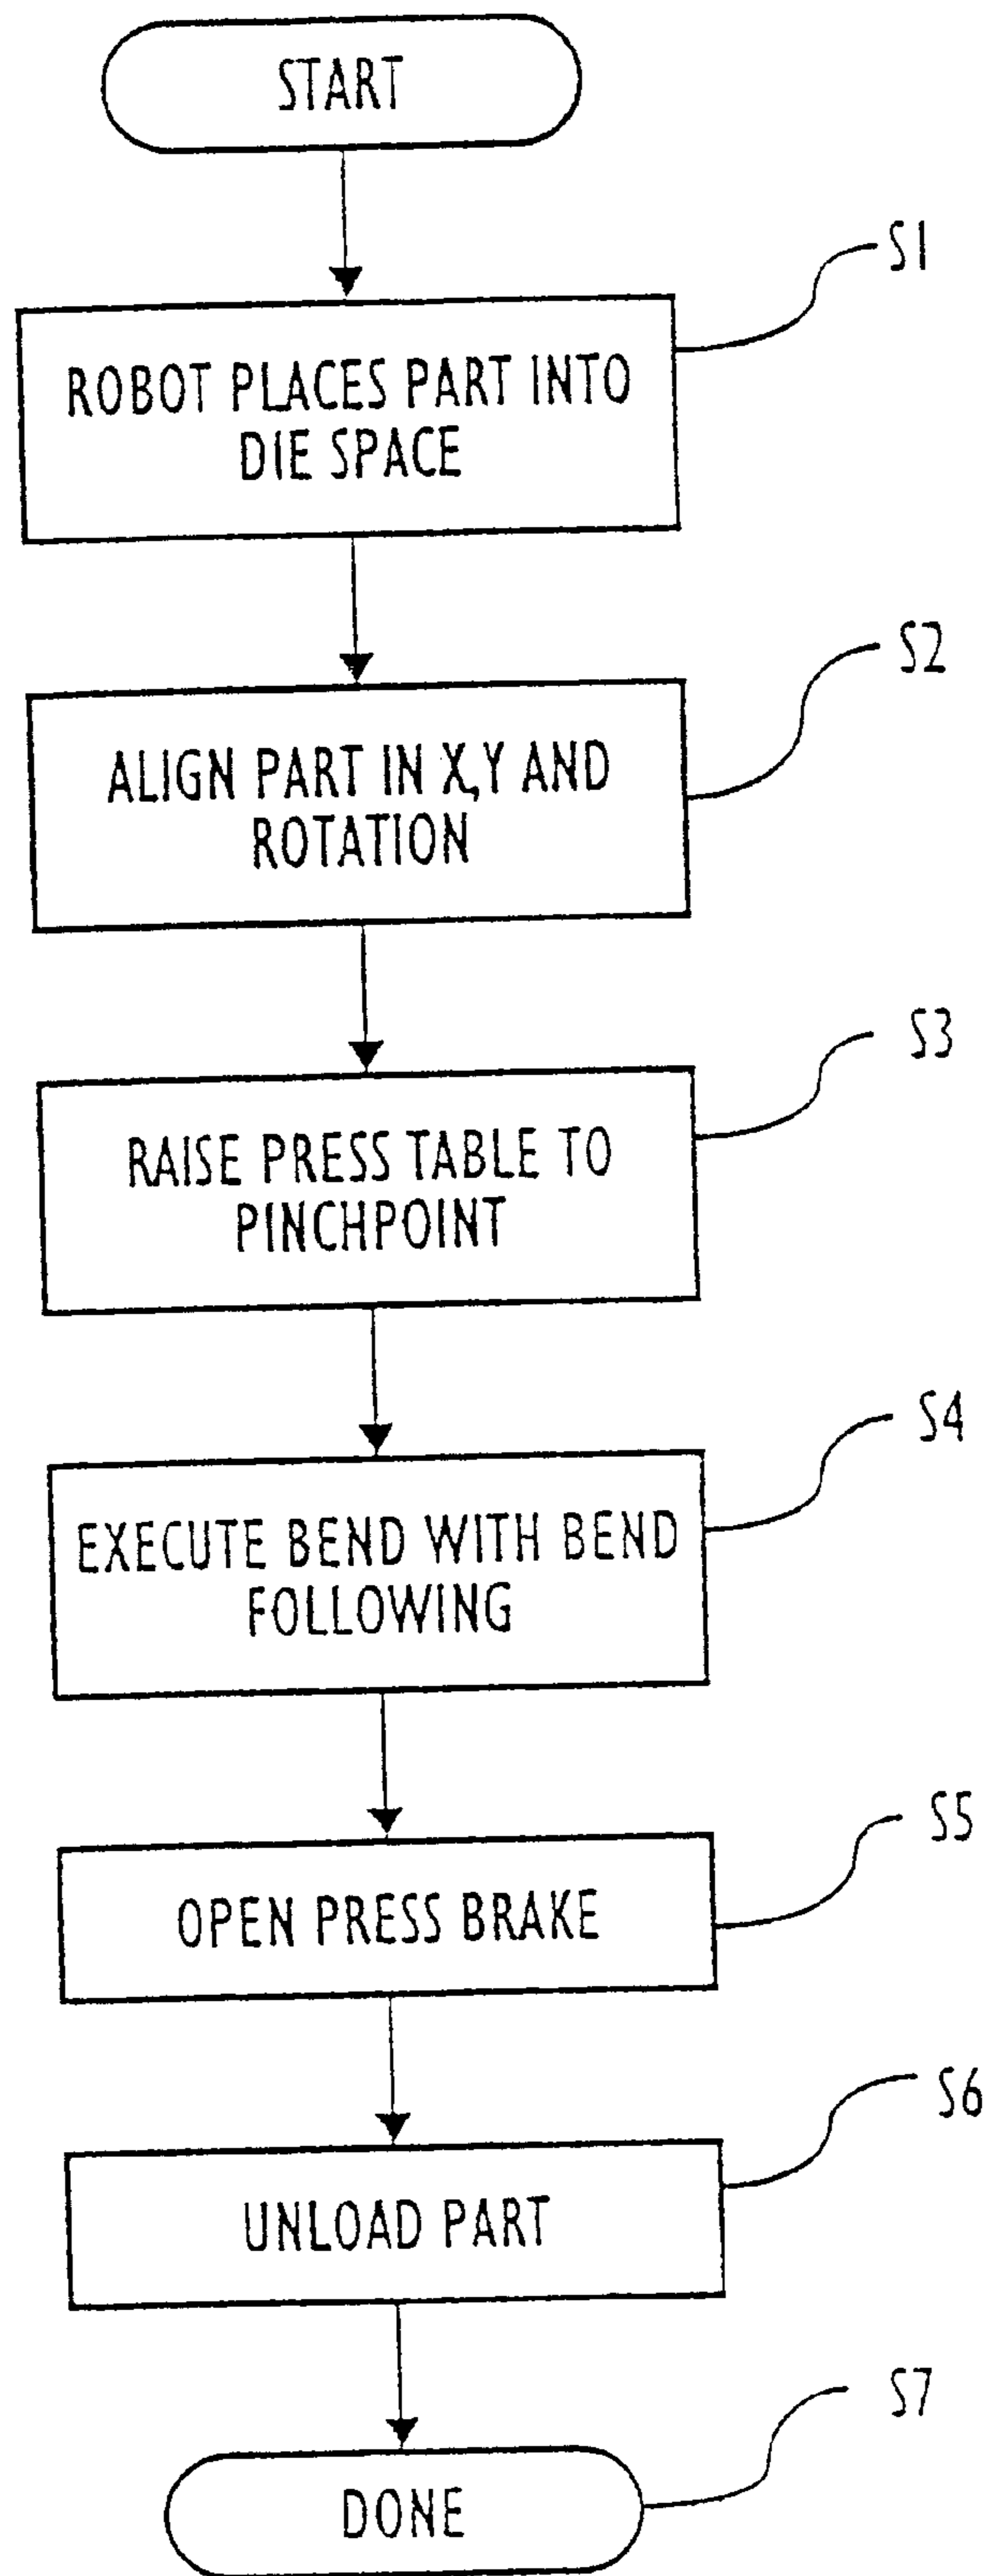 START
S1
ROBOT PLACES PART INTO
DIE SPACE
S2
ALIGN PART IN X,Y AND
ROTATION
S3
RAISE PRESS TABLE TO
PINCHPOINT
S4
EXECUTE BEND WITH BEND
FOLLOWING
S5
OPEN PRESS BRAKE
S6
UNLOAD PART
S7
DONE